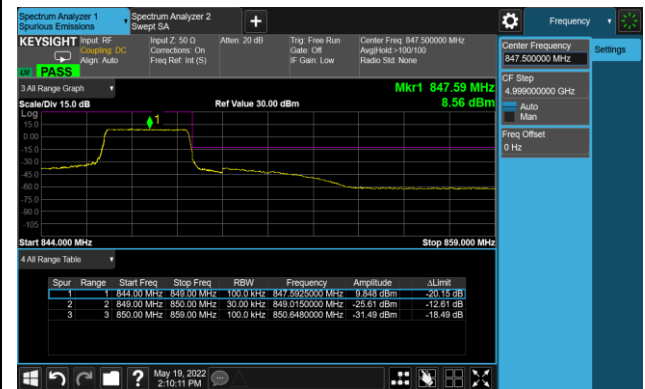 Spectrum Analyzer 1
Spurious Emissions
Spectrum Analyzer 2
Swept SA
+
Frequency
KEYSIGHT
Input: RF
Coupling: DC
Align: Auto
Input Z: 50 Ω
Corrections: On
Freq Ref: Int (S)
Atten: 20 dB
Trig: Free Run
Gate: Off
IF Gain: Low
Center Freq: 847.500000 MHz
Avg|Hold:>100/100
Radio Std: None
PASS
Center Frequency
847.500000 MHz
Settings
CF Step
4.999000000 GHz
Auto
Man
Freq Offset
0 Hz
3 All Range Graph
Mkr1 847.59 MHz
Scale/Div 15.0 dB
Ref Value 30.00 dBm
8.56 dBm
Log
15.0
0.00
-15.0
-30.0
-45.0
-60.0
-75.0
-90.0
-105
1
Start 844.000 MHz
Stop 859.000 MHz
4 All Range Table
Spur Range Start Freq Stop Freq RBW Frequency Amplitude ΔLimit
1 1 844.00 MHz 849.00 MHz 100.0 kHz 847.5925000 MHz 9.848 dBm -20.15 dB
2 2 849.00 MHz 850.00 MHz 30.00 kHz 849.0150000 MHz -25.61 dBm -12.61 dB
3 3 850.00 MHz 859.00 MHz 100.0 kHz 850.6480000 MHz -31.49 dBm -18.49 dB
?
May 19, 2022
2:10:11 PM